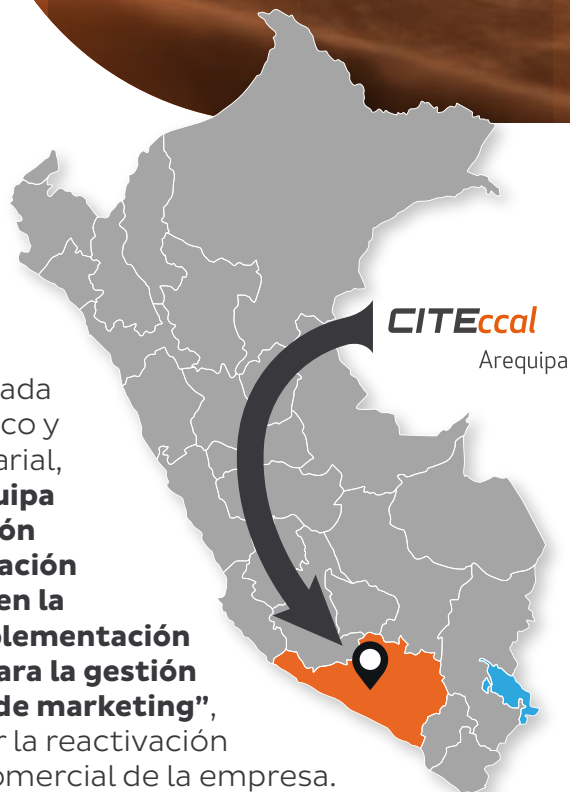 CITEccal
Arequipa
ada
co y
arial,
uipa
ón
ación
en la
plementación
ara la gestión
de marketing”,
r la reactivación
omercial de la empresa.